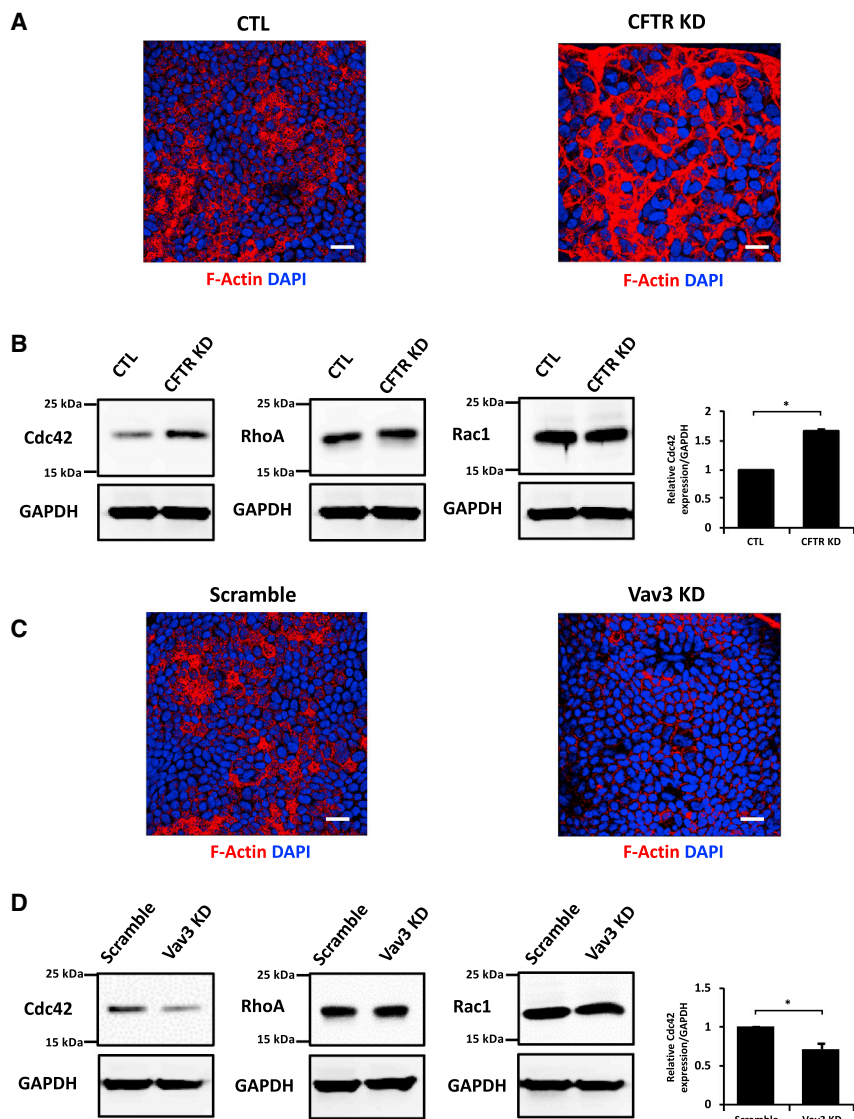 A
CTL
CFTR KD
F-Actin DAPI
F-Actin DAPI
B
CTL
CFTR KD
25 kDa
Cdc42
15 kDa
GAPDH
CTL
CFTR KD
25 kDa
RhoA
15 kDa
GAPDH
CTL
CFTR KD
25 kDa
Rac1
15 kDa
GAPDH
Relative Cdc42
expression/GAPDH
2
1.5
1
0.5
0
*
CTL
CFTR KD
C
Scramble
Vav3 KD
F-Actin DAPI
F-Actin DAPI
D
Scramble
Vav3 KD
25 kDa
Cdc42
15 kDa
GAPDH
Scramble
Vav3 KD
25 kDa
RhoA
15 kDa
GAPDH
Scramble
Vav3 KD
25 kDa
Rac1
15 kDa
GAPDH
Relative Cdc42
expression/GAPDH
1.5
1
0.5
0
*
Scramble
Vav3 KD